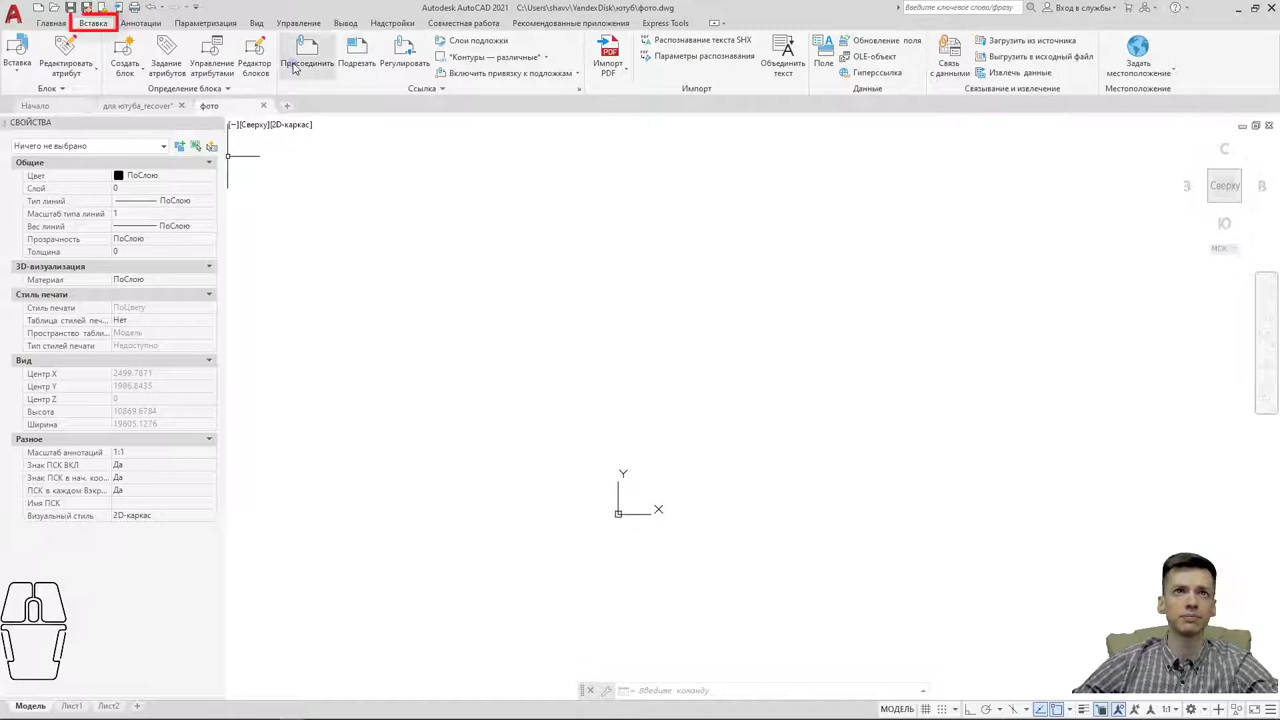 Autodesk AutoCAD 2021 C:\Users\shavv\YandexDisk\ютуб\фото.dwg
Введите ключевое слово/фразу
Вход в службы
Главная Вставка Аннотации Параметризация Вид Управление Вывод Надстройки Совместная работа Рекомендованные приложения Express Tools
Вставка
Редактировать атрибут
Создать блок
Задание атрибутов
Управление атрибутами
Редактор блоков
Присоединить
Подрезать
Регулировать
Слои подложки
*Контуры — различные*
Включить привязку к подложкам
Импорт PDF
Распознавание текста SHX
Параметры распознавания
Объединить текст
Поле
Обновление поля
OLE-объект
Гиперссылка
Связь с данными
Загрузить из источника
Выгрузить в исходный файл
Извлечь данные
Задать местоположение
Блок Определение блока Ссылка Импорт Данные Связывание и извлечение Местоположение
Начало для ютуба_recover* фото
СВОЙСТВА
[−][Сверху][2D-каркас]
Ничего не выбрано
Общие
Цвет ПоСлою
Слой 0
Тип линий ПоСлою
Масштаб типа линий 1
Вес линий ПоСлою
Прозрачность ПоСлою
Толщина 0
3D-визуализация
Материал ПоСлою
Стиль печати
Стиль печати ПоЦвету
Таблица стилей печ... Нет
Пространство табли... Модель
Тип стилей печати Недоступно
Вид
Центр X 2499.7871
Центр Y 1986.8435
Центр Z 0
Высота 10869.6784
Ширина 19805.1276
Разное
Масштаб аннотаций 1:1
Знак ПСК ВКЛ Да
Знак ПСК в нач. коо... Да
ПСК в каждом Вэкр... Да
Имя ПСК
Визуальный стиль 2D-каркас
С
З Сверху В
Ю
МСК
Y
X
Введите команду
Модель Лист1 Лист2
МОДЕЛЬ 1:1